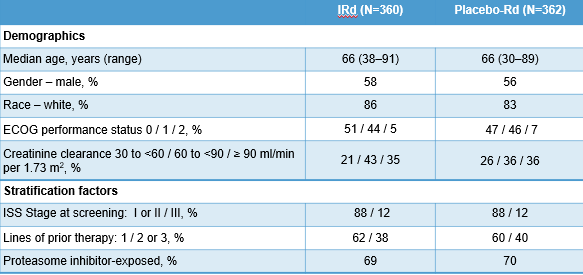 IRd (N=360) Placebo-Rd (N=362)
Demographics
Median age, years (range) 66 (38–91) 66 (30–89)
Gender – male, % 58 56
Race – white, % 86 83
ECOG performance status 0 / 1 / 2, % 51 / 44 / 5 47 / 46 / 7
Creatinine clearance 30 to <60 / 60 to <90 / ≥ 90 ml/min
per 1.73 m², % 21 / 43 / 35 26 / 36 / 36
Stratification factors
ISS Stage at screening: I or II / III, % 88 / 12 88 / 12
Lines of prior therapy: 1 / 2 or 3, % 62 / 38 60 / 40
Proteasome inhibitor-exposed, % 69 70